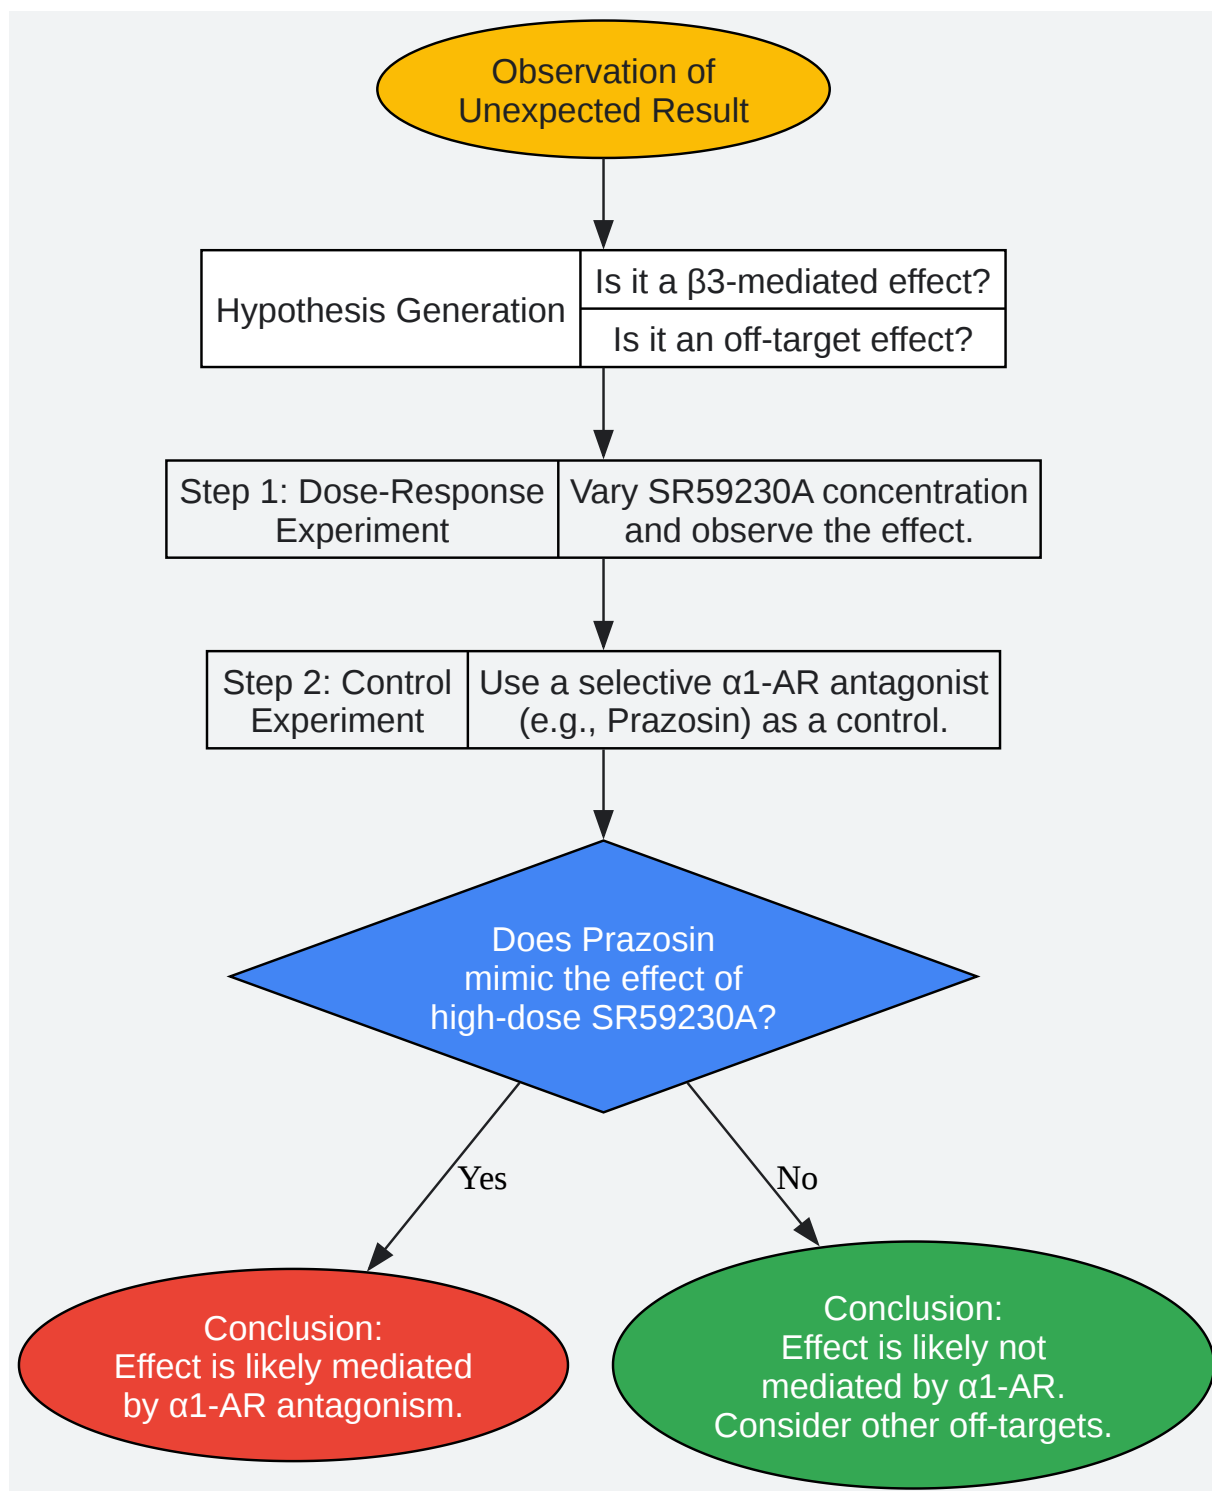 Observation of
Unexpected Result
Hypothesis Generation
Is it a β3-mediated effect?
Is it an off-target effect?
Step 1: Dose-Response
Experiment
Vary SR59230A concentration
and observe the effect.
Step 2: Control
Experiment
Use a selective α1-AR antagonist
(e.g., Prazosin) as a control.
Does Prazosin
mimic the effect of
high-dose SR59230A?
Yes
No
Conclusion:
Effect is likely mediated
by α1-AR antagonism.
Conclusion:
Effect is likely not
mediated by α1-AR.
Consider other off-targets.